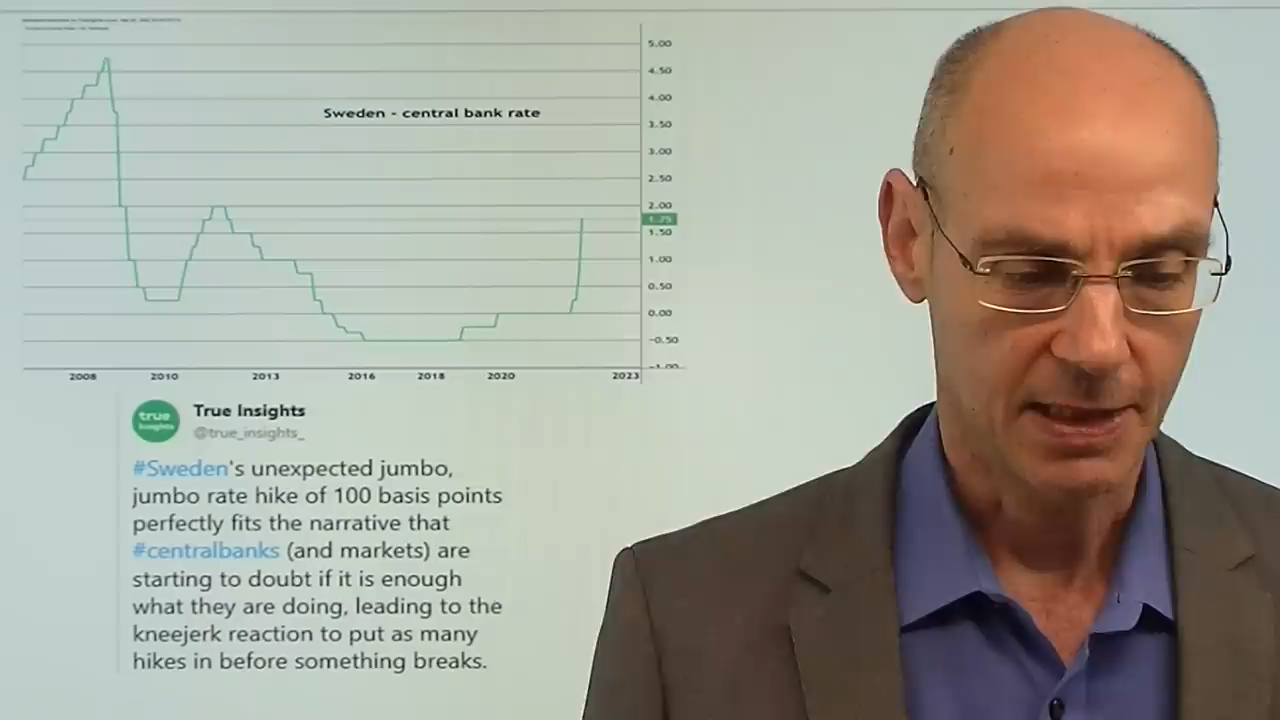 5.00
4.50
Sweden - central bank rate
4.00
3.50
3.00
2.50
2.00
1.75
1.50
1.00
0.50
0.00
-0.50
-1.00
2008 2010 2013 2016 2018 2020 2023
true
insights
True Insights
@true_insights_
#Sweden's unexpected jumbo,
jumbo rate hike of 100 basis points
perfectly fits the narrative that
#centralbanks (and markets) are
starting to doubt if it is enough
what they are doing, leading to the
kneejerk reaction to put as many
hikes in before something breaks.